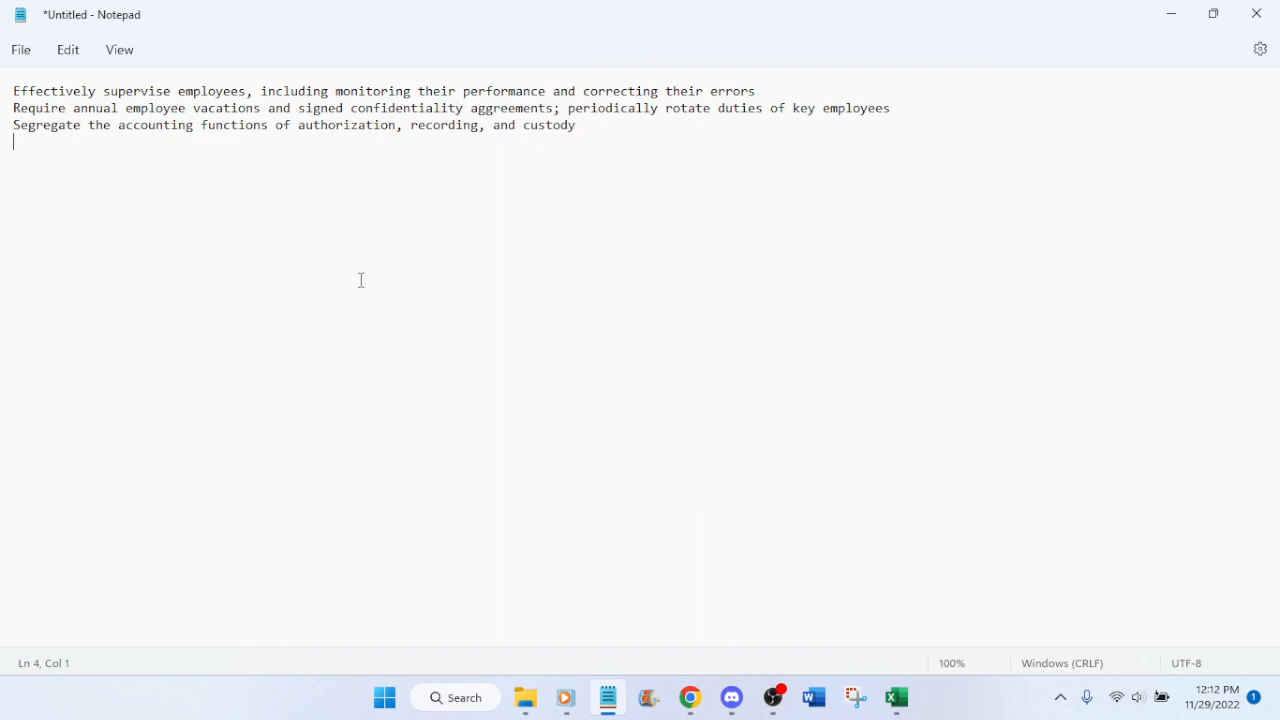 *Untitled - Notepad
File Edit View
Effectively supervise employees, including monitoring their performance and correcting their errors
Require annual employee vacations and signed confidentiality aggreements; periodically rotate duties of key employees
Segregate the accounting functions of authorization, recording, and custody
Ln 4, Col 1 100% Windows (CRLF) UTF-8
Search 12:12 PM
11/29/2022 1